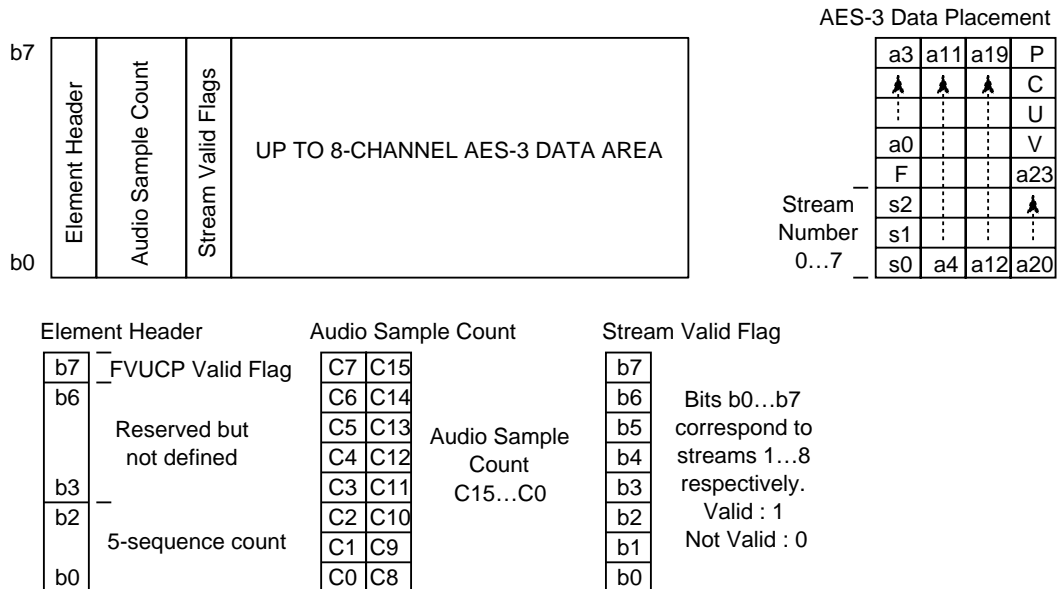 AES-3 Data Placement
b7
b0
Element Header
Audio Sample Count
Stream Valid Flags
UP TO 8-CHANNEL AES-3 DATA AREA
a3 a11 a19 P
C
U
a0 V
F a23
s2
s1
s0 a4 a12 a20
Stream
Number
0...7
Element Header
b7 FVUCP Valid Flag
b6
Reserved but
not defined
b3
b2
5-sequence count
b0
Audio Sample Count
C7 C15
C6 C14
C5 C13
C4 C12
C3 C11
C2 C10
C1 C9
C0 C8
Audio Sample
Count
C15...C0
Stream Valid Flag
b7
b6
b5
b4
b3
b2
b1
b0
Bits b0...b7
correspond to
streams 1...8
respectively.
Valid : 1
Not Valid : 0